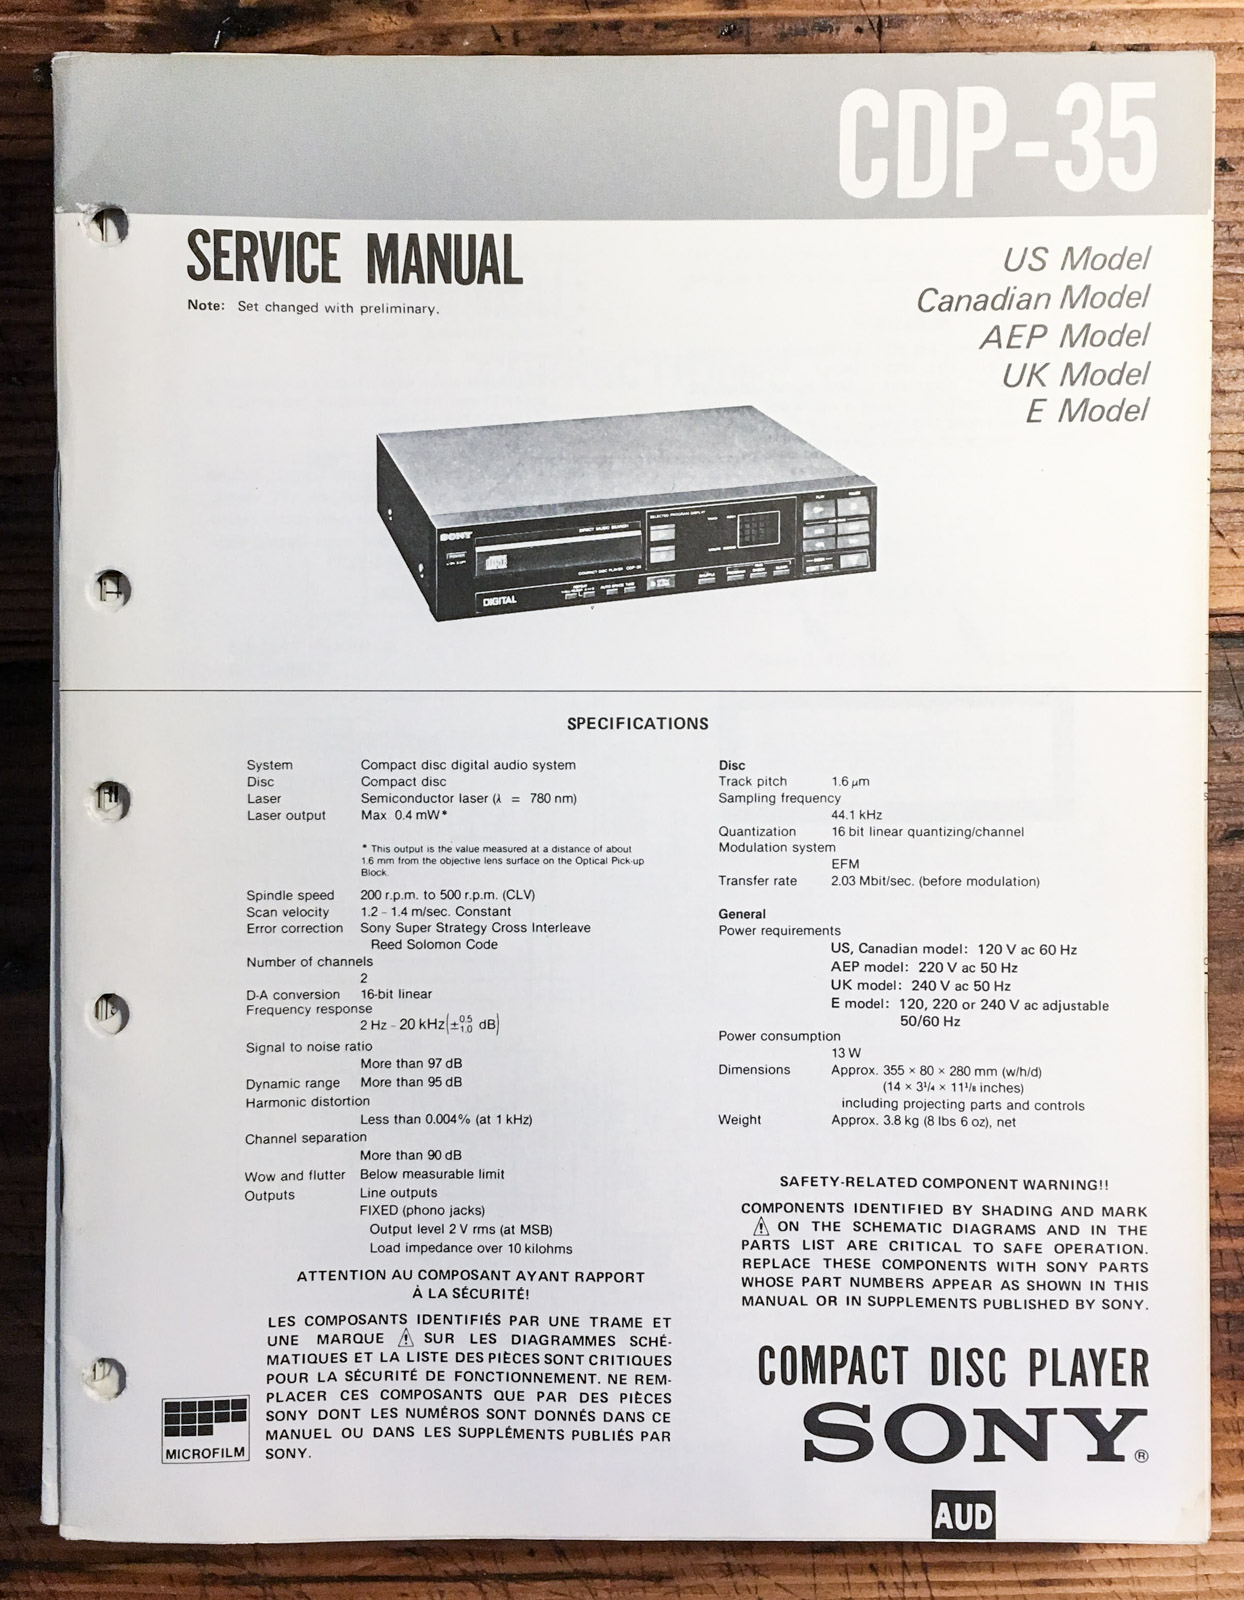 CDP-35
SERVICE MANUAL
Note: Set changed with preliminary.
US Model
Canadian Model
AEP Model
UK Model
E Model
SONY
DIGITAL
SPECIFICATIONS
System Compact disc digital audio system
Disc Compact disc
Laser Semiconductor laser (λ = 780 nm)
Laser output Max 0.4 mW*
* This output is the value measured at a distance of about
1.6 mm from the objective lens surface on the Optical Pick-up
Block.
Spindle speed 200 r.p.m. to 500 r.p.m. (CLV)
Scan velocity 1.2 – 1.4 m/sec. Constant
Error correction Sony Super Strategy Cross Interleave
Reed Solomon Code
Number of channels
2
D-A conversion 16-bit linear
Frequency response
2 Hz – 20 kHz (± 0.5 1.0 dB)
Signal to noise ratio
More than 97 dB
Dynamic range More than 95 dB
Harmonic distortion
Less than 0.004% (at 1 kHz)
Channel separation
More than 90 dB
Wow and flutter Below measurable limit
Outputs Line outputs
FIXED (phono jacks)
Output level 2 V rms (at MSB)
Load impedance over 10 kilohms
ATTENTION AU COMPOSANT AYANT RAPPORT
À LA SÉCURITÉ!
LES COMPOSANTS IDENTIFIÉS PAR UNE TRAME ET
UNE MARQUE ⚠ SUR LES DIAGRAMMES SCHÉ-
MATIQUES ET LA LISTE DES PIÈCES SONT CRITIQUES
POUR LA SÉCURITÉ DE FONCTIONNEMENT. NE REM-
PLACER CES COMPOSANTS QUE PAR DES PIÈCES
SONY DONT LES NUMÉROS SONT DONNÉS DANS CE
MANUEL OU DANS LES SUPPLÉMENTS PUBLIÉS PAR
SONY.
MICROFILM
Disc
Track pitch 1.6 μm
Sampling frequency
44.1 kHz
Quantization 16 bit linear quantizing/channel
Modulation system
EFM
Transfer rate 2.03 Mbit/sec. (before modulation)
General
Power requirements
US, Canadian model: 120 V ac 60 Hz
AEP model: 220 V ac 50 Hz
UK model: 240 V ac 50 Hz
E model: 120, 220 or 240 V ac adjustable
50/60 Hz
Power consumption
13 W
Dimensions Approx. 355 × 80 × 280 mm (w/h/d)
(14 × 3 1/4 × 11 1/8 inches)
including projecting parts and controls
Weight Approx. 3.8 kg (8 lbs 6 oz), net
SAFETY-RELATED COMPONENT WARNING!!
COMPONENTS IDENTIFIED BY SHADING AND MARK
⚠ ON THE SCHEMATIC DIAGRAMS AND IN THE
PARTS LIST ARE CRITICAL TO SAFE OPERATION.
REPLACE THESE COMPONENTS WITH SONY PARTS
WHOSE PART NUMBERS APPEAR AS SHOWN IN THIS
MANUAL OR IN SUPPLEMENTS PUBLISHED BY SONY.
COMPACT DISC PLAYER
SONY®
AUD